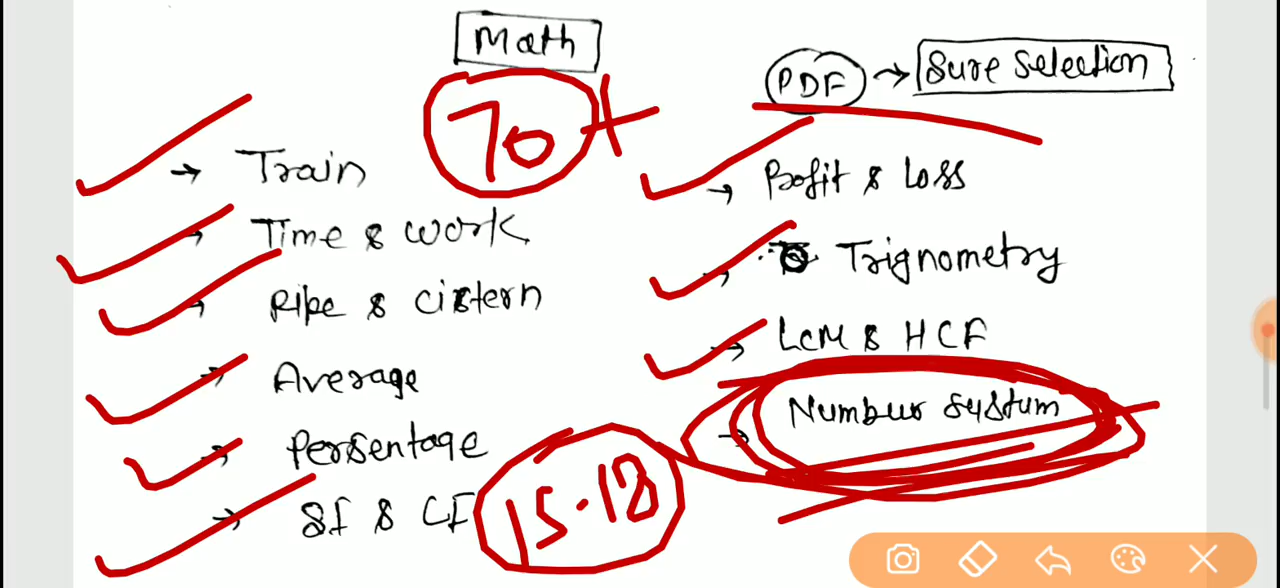 Math
70+
PDF → Sure Selection
→ Train
→ Time & work
→ Pipe & cistern
→ Average
→ Persentage
→ SI & CF
15-18
→ Profit & Loss
→ Trignometry
→ LCM & HCF
→ Number system